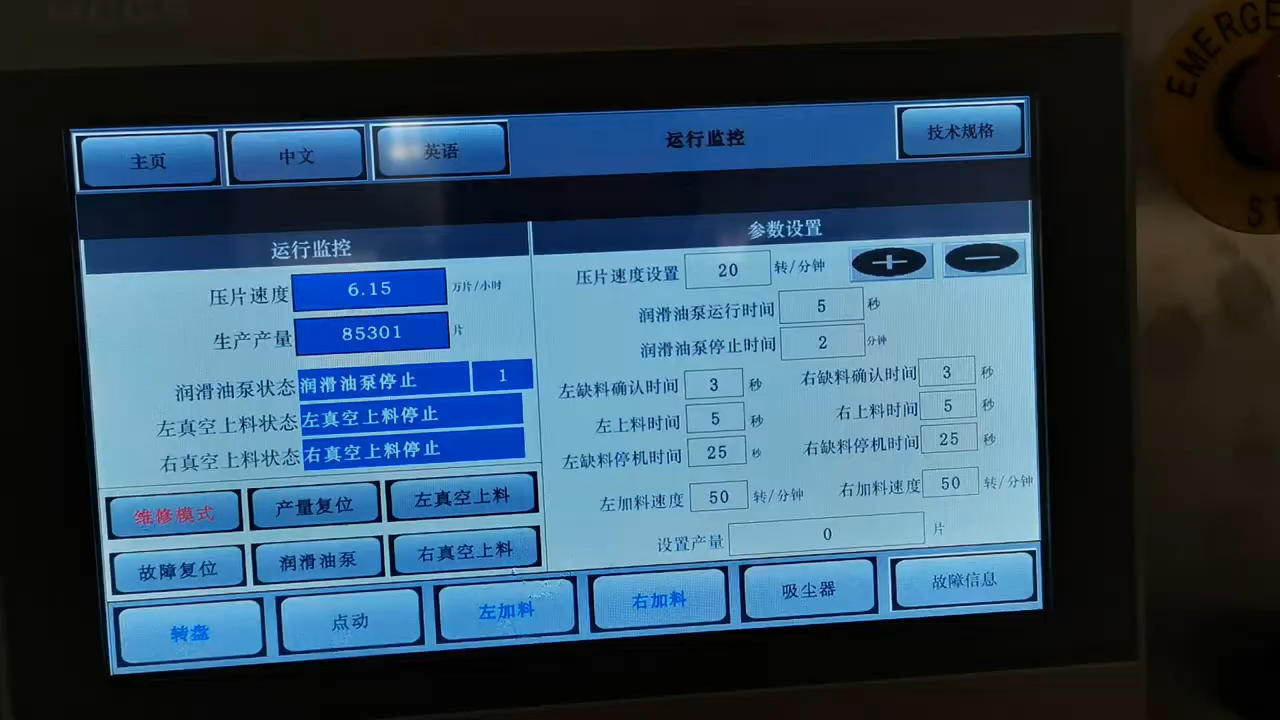 主页 中文 英语 运行监控 技术规格
运行监控
压片速度 6.15 万片/小时
生产产量 85301 片
润滑油泵状态 润滑油泵停止 1
左真空上料状态 左真空上料停止
右真空上料状态 右真空上料停止
维修模式 产量复位 左真空上料
故障复位 润滑油泵 右真空上料
参数设置
压片速度设置 20 转/分钟 + −
润滑油泵运行时间 5 秒
润滑油泵停止时间 2 分钟
左缺料确认时间 3 秒 右缺料确认时间 3 秒
左上料时间 5 秒 右上料时间 5 秒
左缺料停机时间 25 秒 右缺料停机时间 25 秒
左加料速度 50 转/分钟 右加料速度 50 转/分钟
设置产量 0 片
转盘 点动 左加料 右加料 吸尘器 故障信息